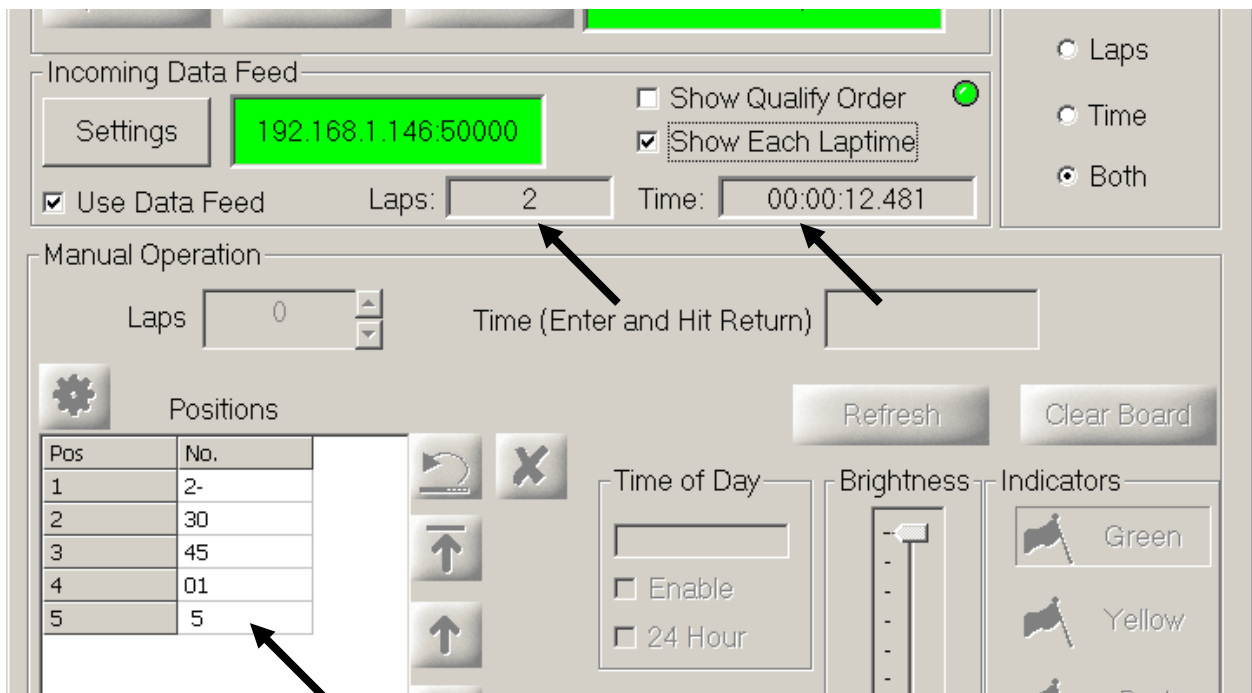 Laps
Incoming Data Feed
Show Qualify Order
Settings
192.168.1.146:50000
Time
Show Each Laptime
Both
Use Data Feed
Laps:
2
Time:
00:00:12.481
Manual Operation
Laps
0
Time (Enter and Hit Return)
Positions
Refresh
Clear Board
Pos No.
1 2-
2 30
3 45
4 01
5 5
Time of Day
Enable
24 Hour
Brightness
Indicators
Green
Yellow